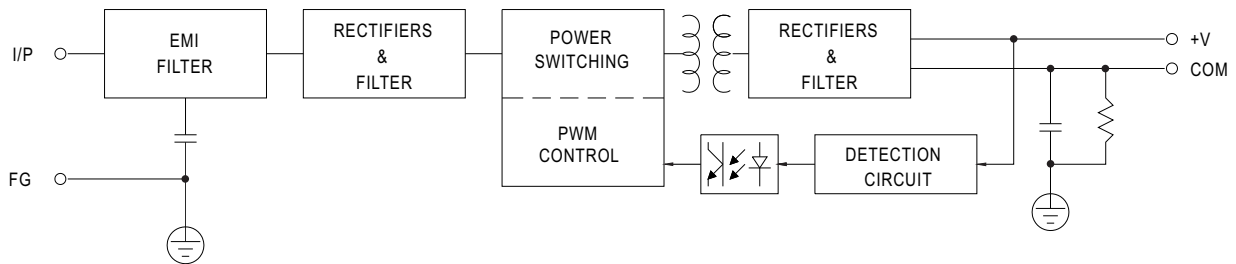 I/P
EMI
FILTER
RECTIFIERS
&
FILTER
POWER
SWITCHING
PWM
CONTROL
RECTIFIERS
&
FILTER
DETECTION
CIRCUIT
+V
COM
FG